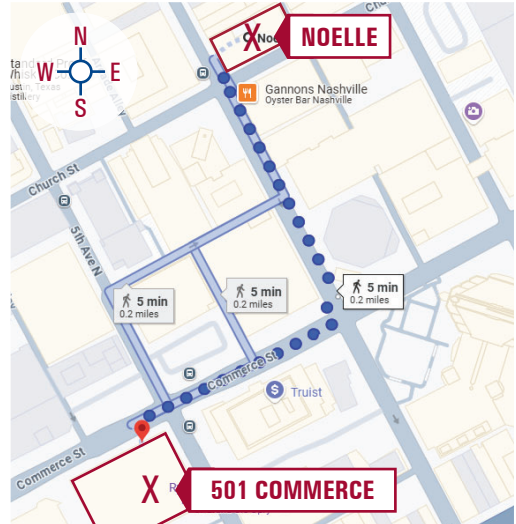 N
W
E
S
X
Noe
NOELLE
Gannons Nashville
Oyster Bar Nashville
Church St
5th Ave N
5 min
0.2 miles
5 min
0.2 miles
5 min
0.2 miles
Commerce St
Truist
Commerce St
X
501 COMMERCE